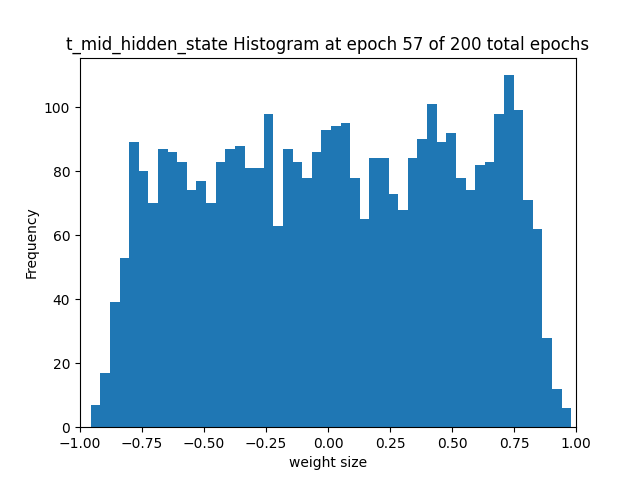 t_mid_hidden_state Histogram at epoch 57 of 200 total epochs
Frequency
100
80
60
40
20
0
−1.00 −0.75 −0.50 −0.25 0.00 0.25 0.50 0.75 1.00
weight size